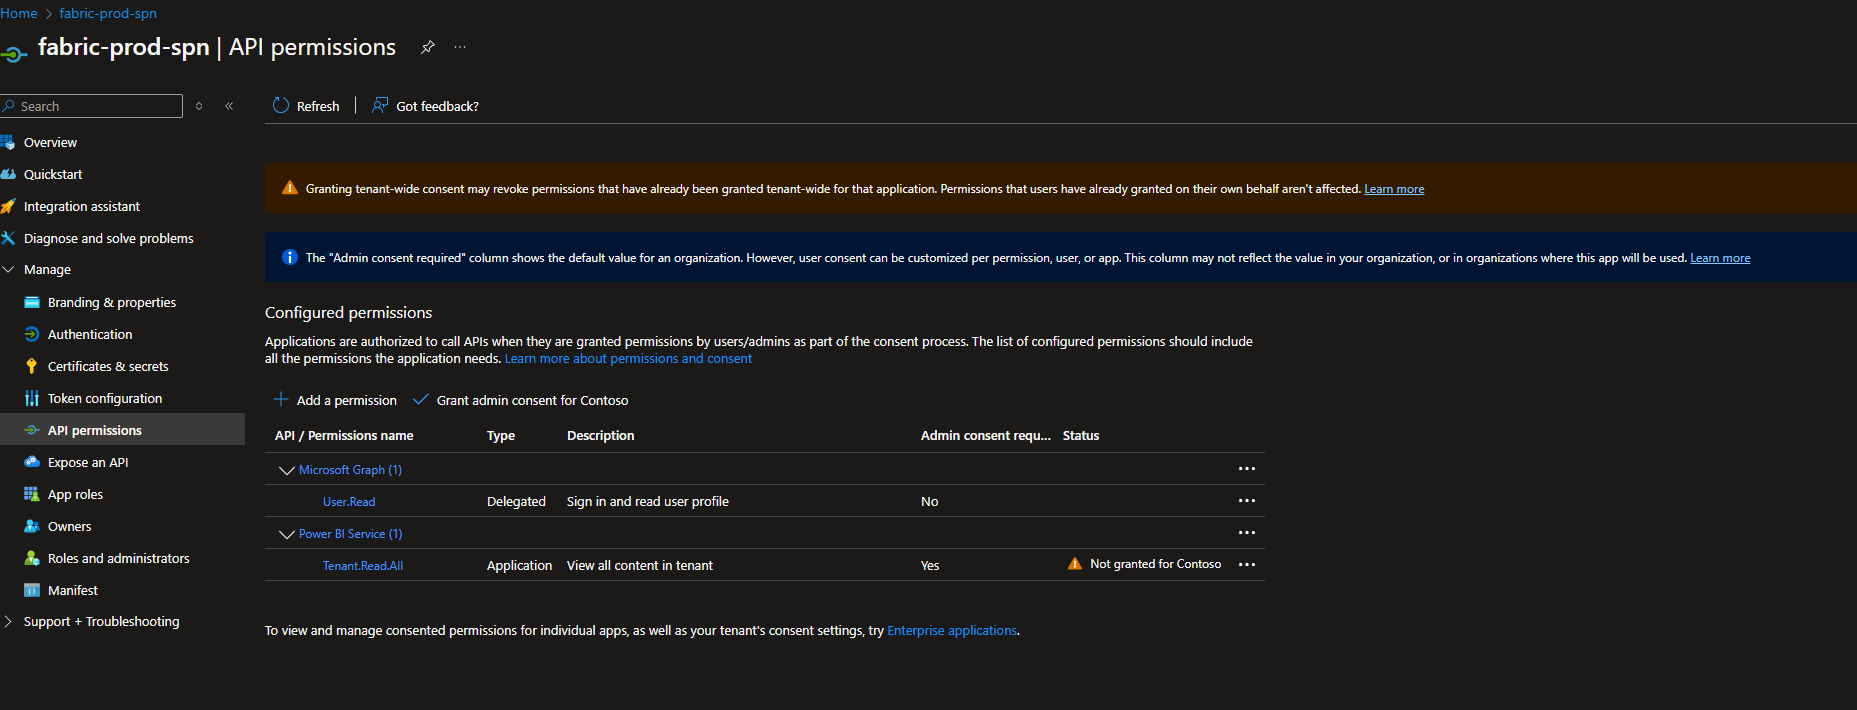 Home > fabric-prod-spn
fabric-prod-spn | API permissions
Search
Refresh
Got feedback?
Overview
Quickstart
Integration assistant
Diagnose and solve problems
Manage
Branding & properties
Authentication
Certificates & secrets
Token configuration
API permissions
Expose an API
App roles
Owners
Roles and administrators
Manifest
Support + Troubleshooting
Granting tenant-wide consent may revoke permissions that have already been granted tenant-wide for that application. Permissions that users have already granted on their own behalf aren't affected. Learn more
The "Admin consent required" column shows the default value for an organization. However, user consent can be customized per permission, user, or app. This column may not reflect the value in your organization, or in organizations where this app will be used. Learn more
Configured permissions
Applications are authorized to call APIs when they are granted permissions by users/admins as part of the consent process. The list of configured permissions should include
all the permissions the application needs. Learn more about permissions and consent
Add a permission Grant admin consent for Contoso
API / Permissions name Type Description Admin consent requ... Status
Microsoft Graph (1)
User.Read Delegated Sign in and read user profile No
Power BI Service (1)
Tenant.Read.All Application View all content in tenant Yes Not granted for Contoso
To view and manage consented permissions for individual apps, as well as your tenant's consent settings, try Enterprise applications.